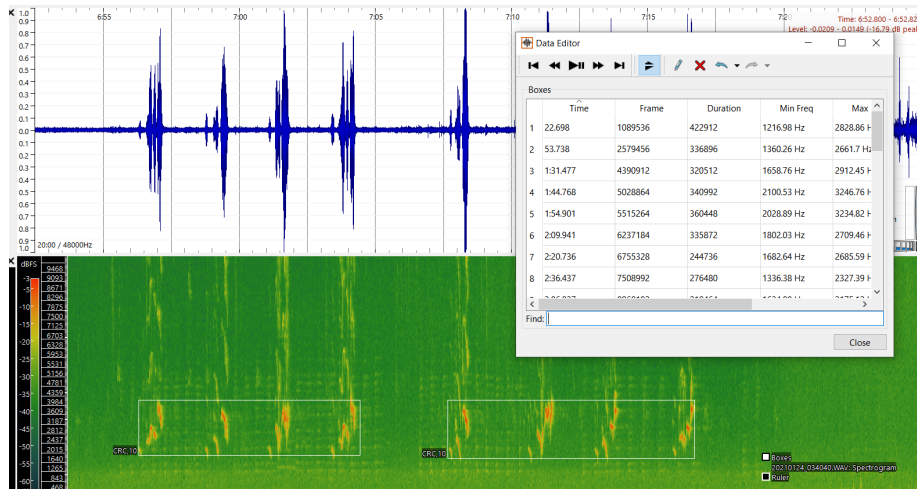 6:55 7:00 7:05 7:10 7:15 7:20
Time: 6:52.800 - 6:52.82
Level: -0.0209 - 0.0149 (-16.79 dB peak
1.0
0.9
0.8
0.7
0.6
0.5
0.4
0.3
0.2
0.1
0.0
0.1
0.2
0.3
0.4
0.5
0.6
0.7
0.8
0.9
1.0
20:00 / 48000Hz
Data Editor
Boxes
Time Frame Duration Min Freq Max
1 22.698 1089536 422912 1216.98 Hz 2828.86 H
2 53.738 2579456 336896 1360.26 Hz 2661.7 Hz
3 1:31.477 4390912 320512 1658.76 Hz 2912.45 H
4 1:44.768 5028864 340992 2100.53 Hz 3246.76 H
5 1:54.901 5515264 360448 2028.89 Hz 3234.82 H
6 2:09.941 6237184 335872 1802.03 Hz 2709.46 H
7 2:20.736 6755328 244736 1682.64 Hz 2685.59 H
8 2:36.437 7508992 276480 1336.38 Hz 2327.39 H
Find:
Close
dBFS
-3
-5
-10
-15
-20
-25
-30
-35
-40
-45
-50
-55
-60
9468
9093
8671
8296
7875
7500
7125
6703
6328
5953
5531
5156
4781
4359
3984
3609
3187
2812
2437
2015
1640
1265
843
468
CRC,10
CRC,10
Boxes
20210124_034040.WAV: Spectrogram
Ruler